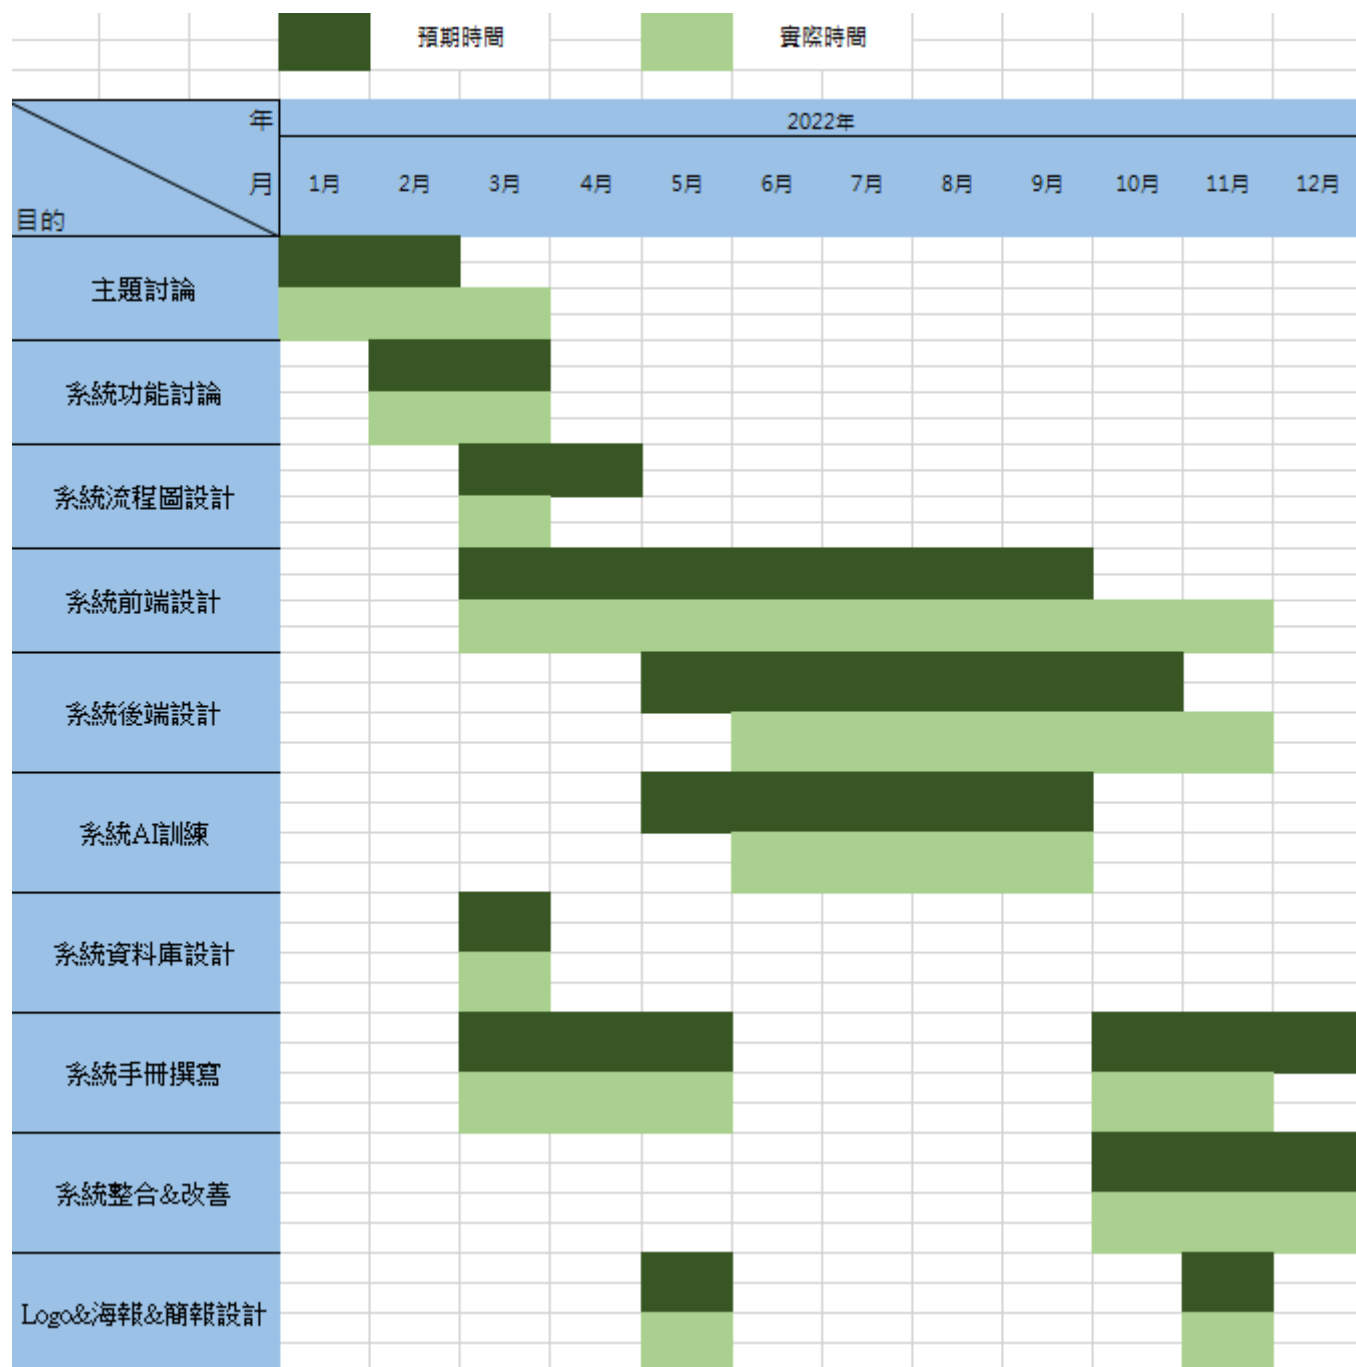 預期時間
實際時間
年
2022年
月
目的
1月 2月 3月 4月 5月 6月 7月 8月 9月 10月 11月 12月
主題討論
系統功能討論
系統流程圖設計
系統前端設計
系統後端設計
系統AI訓練
系統資料庫設計
系統手冊撰寫
系統整合&改善
Logo&海報&簡報設計